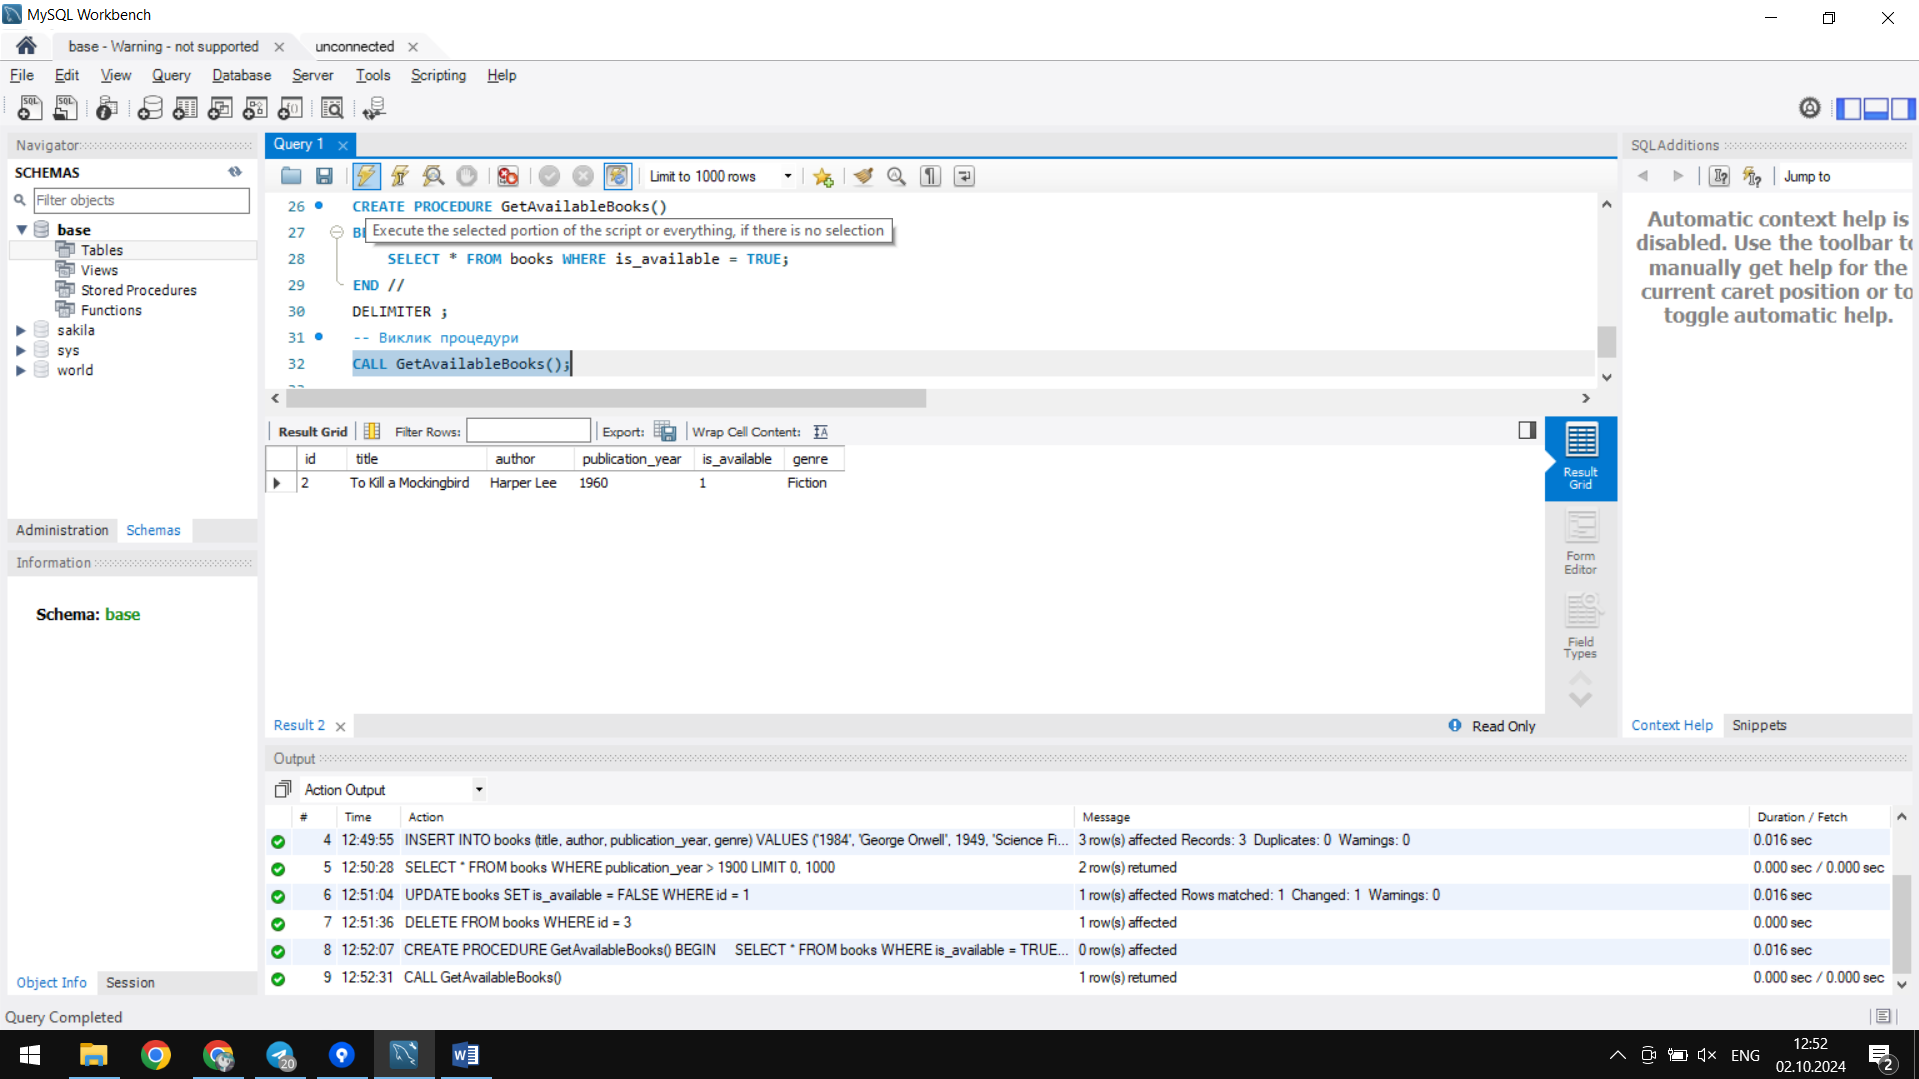 MySQL Workbench
base - Warning - not supported
unconnected
File Edit View Query Database Server Tools Scripting Help
Navigator
SCHEMAS
Filter objects
base
Tables
Views
Stored Procedures
Functions
sakila
sys
world
Administration Schemas
Information
Schema: base
Object Info Session
Query 1
Limit to 1000 rows
26 CREATE PROCEDURE GetAvailableBooks()
27 BE
Execute the selected portion of the script or everything, if there is no selection
28 SELECT * FROM books WHERE is_available = TRUE;
29 END //
30 DELIMITER ;
31 -- Виклик процедури
32 CALL GetAvailableBooks();
Result Grid Filter Rows: Export: Wrap Cell Content:
id title author publication_year is_available genre
2 To Kill a Mockingbird Harper Lee 1960 1 Fiction
Result Grid
Form Editor
Field Types
Result 2
Read Only
SQLAdditions
Jump to
Automatic context help is
disabled. Use the toolbar to
manually get help for the
current caret position or to
toggle automatic help.
Context Help Snippets
Output
Action Output
# Time Action Message Duration / Fetch
4 12:49:55 INSERT INTO books (title, author, publication_year, genre) VALUES ('1984', 'George Orwell', 1949, 'Science Fi... 3 row(s) affected Records: 3 Duplicates: 0 Warnings: 0 0.016 sec
5 12:50:28 SELECT * FROM books WHERE publication_year > 1900 LIMIT 0, 1000 2 row(s) returned 0.000 sec / 0.000 sec
6 12:51:04 UPDATE books SET is_available = FALSE WHERE id = 1 1 row(s) affected Rows matched: 1 Changed: 1 Warnings: 0 0.016 sec
7 12:51:36 DELETE FROM books WHERE id = 3 1 row(s) affected 0.000 sec
8 12:52:07 CREATE PROCEDURE GetAvailableBooks() BEGIN SELECT * FROM books WHERE is_available = TRUE... 0 row(s) affected 0.016 sec
9 12:52:31 CALL GetAvailableBooks() 1 row(s) returned 0.000 sec / 0.000 sec
Query Completed
20
ENG
12:52
02.10.2024
2